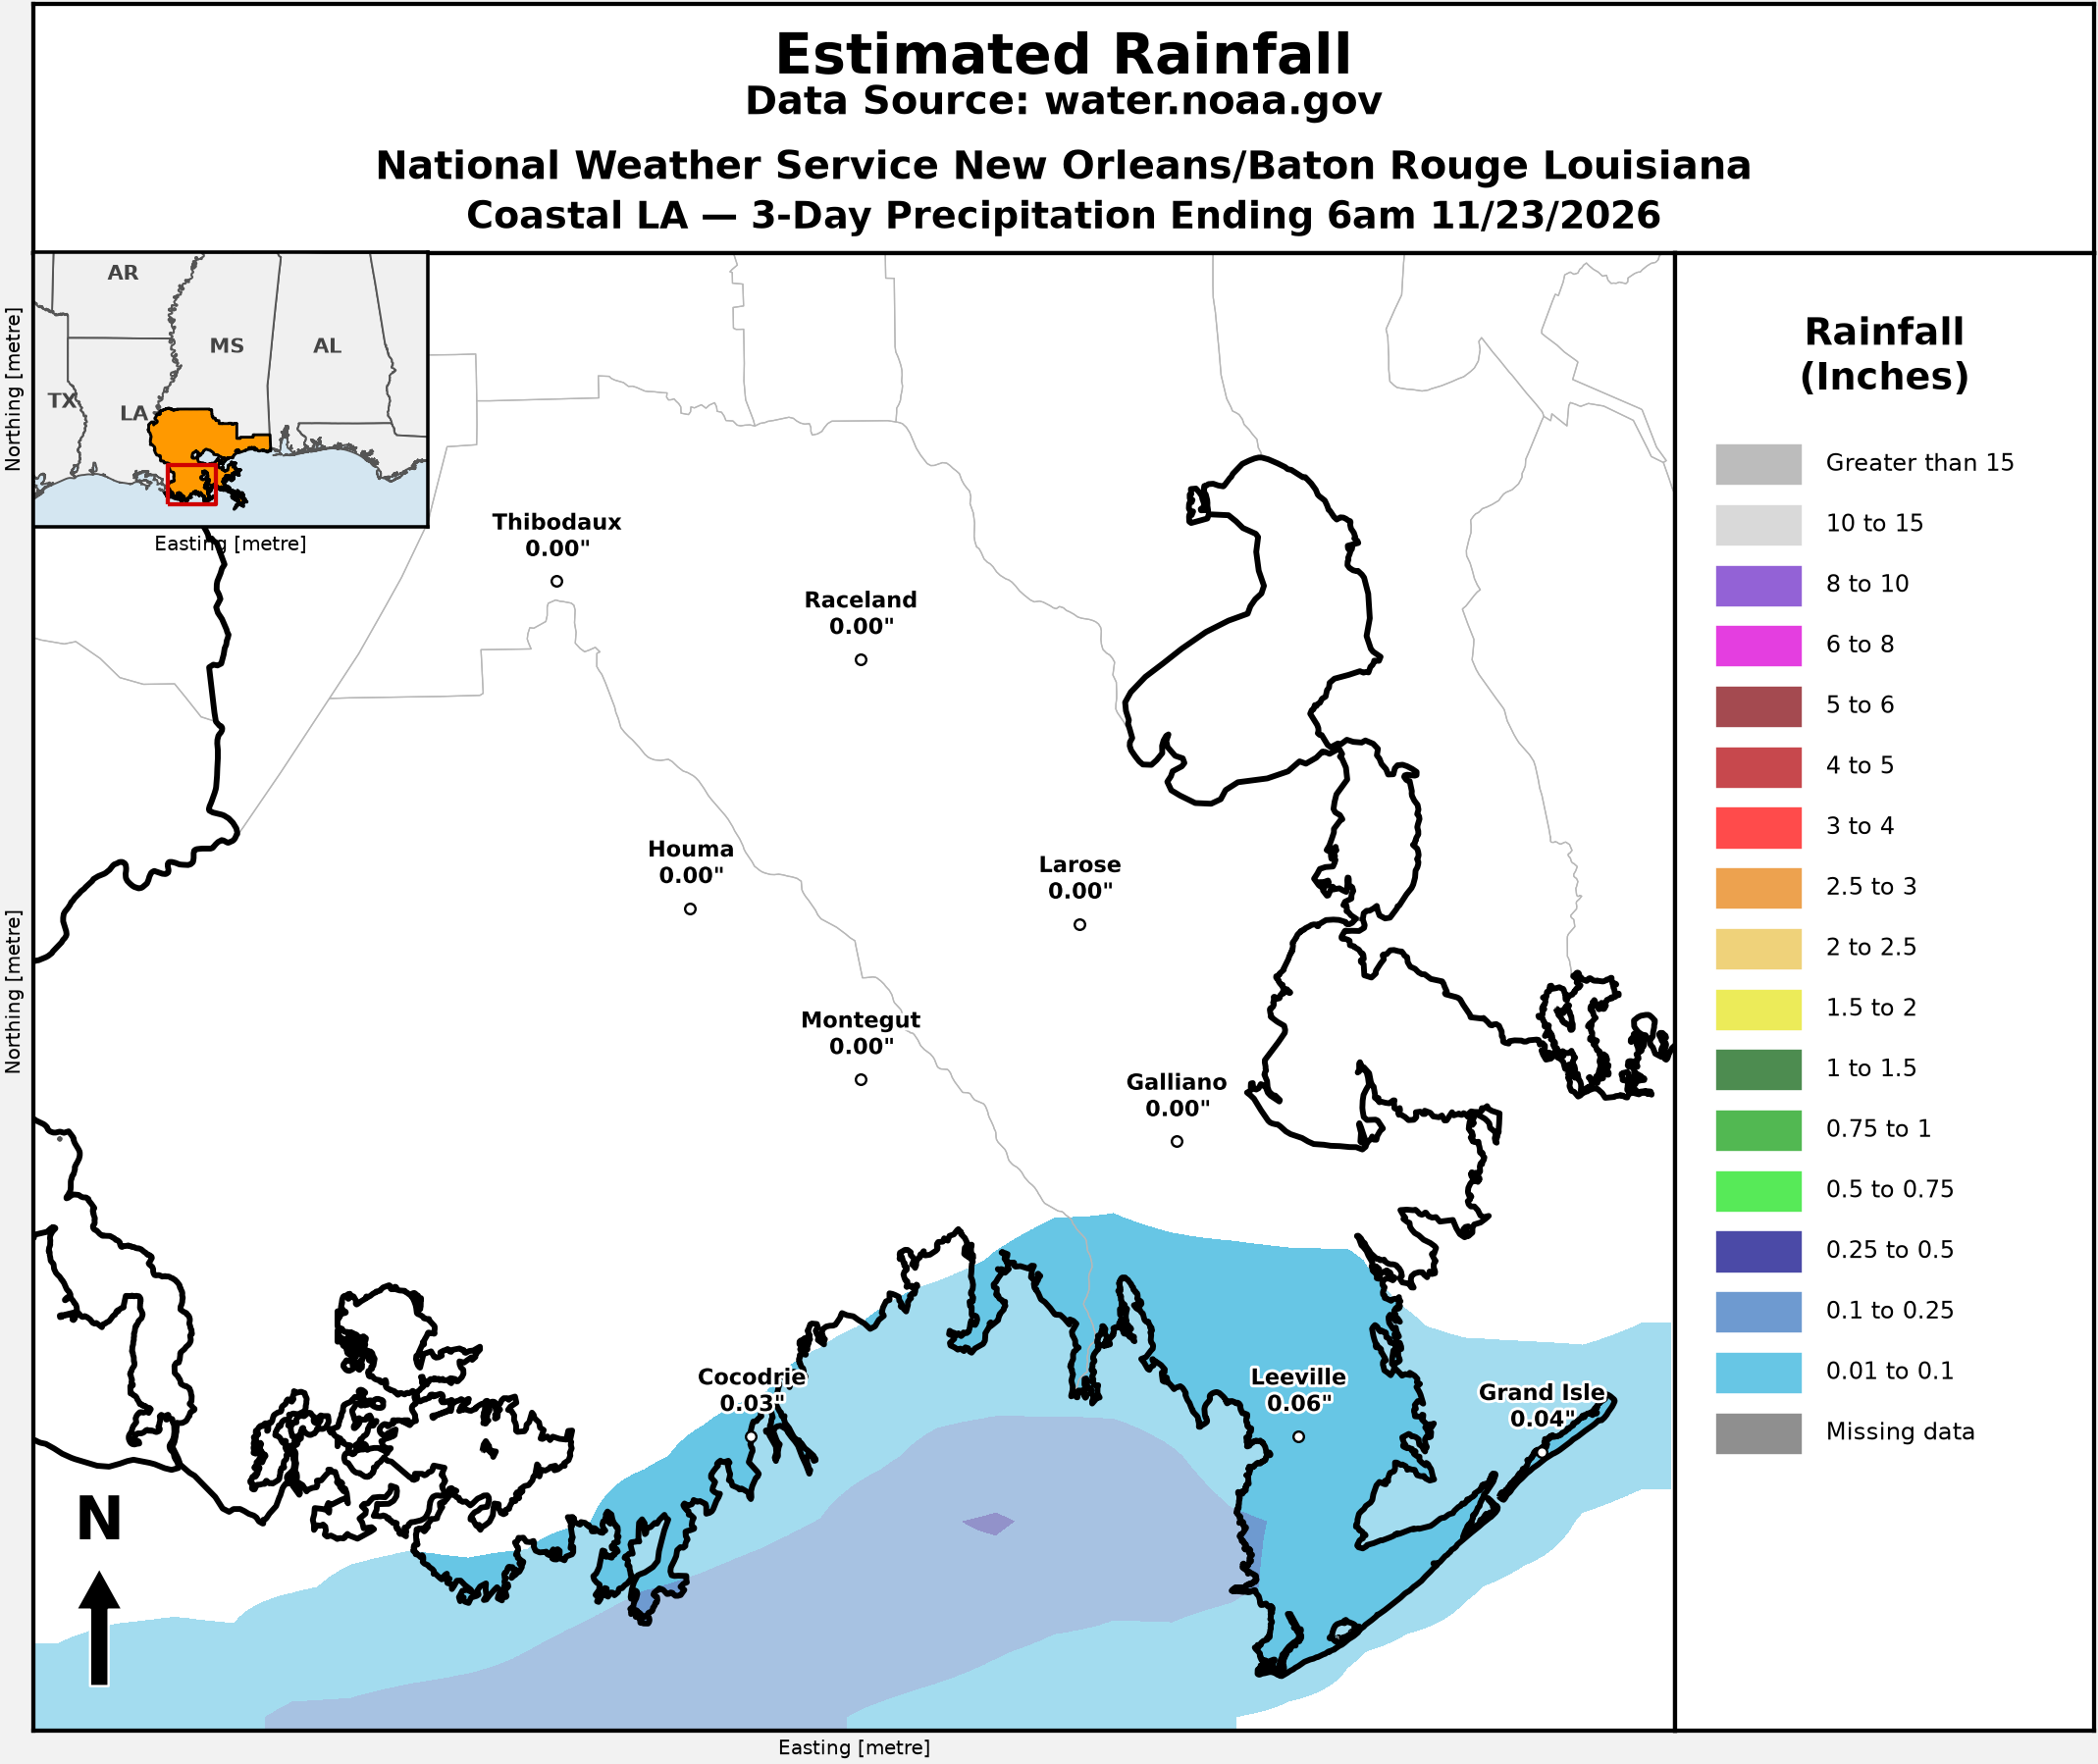 Estimated Rainfall
Data Source: water.noaa.gov
National Weather Service New Orleans/Baton Rouge Louisiana
Coastal LA — 3-Day Precipitation Ending 6am 11/23/2026
Northing [metre]
AR
MS
AL
TX
LA
Easting [metre]
Thibodaux
0.00"
Raceland
0.00"
Houma
0.00"
Larose
0.00"
Northing [metre]
Montegut
0.00"
Galliano
0.00"
Cocodrie
0.03"
Leeville
0.06"
Grand Isle
0.04"
N
Easting [metre]
Rainfall
(Inches)
Greater than 15
10 to 15
8 to 10
6 to 8
5 to 6
4 to 5
3 to 4
2.5 to 3
2 to 2.5
1.5 to 2
1 to 1.5
0.75 to 1
0.5 to 0.75
0.25 to 0.5
0.1 to 0.25
0.01 to 0.1
Missing data